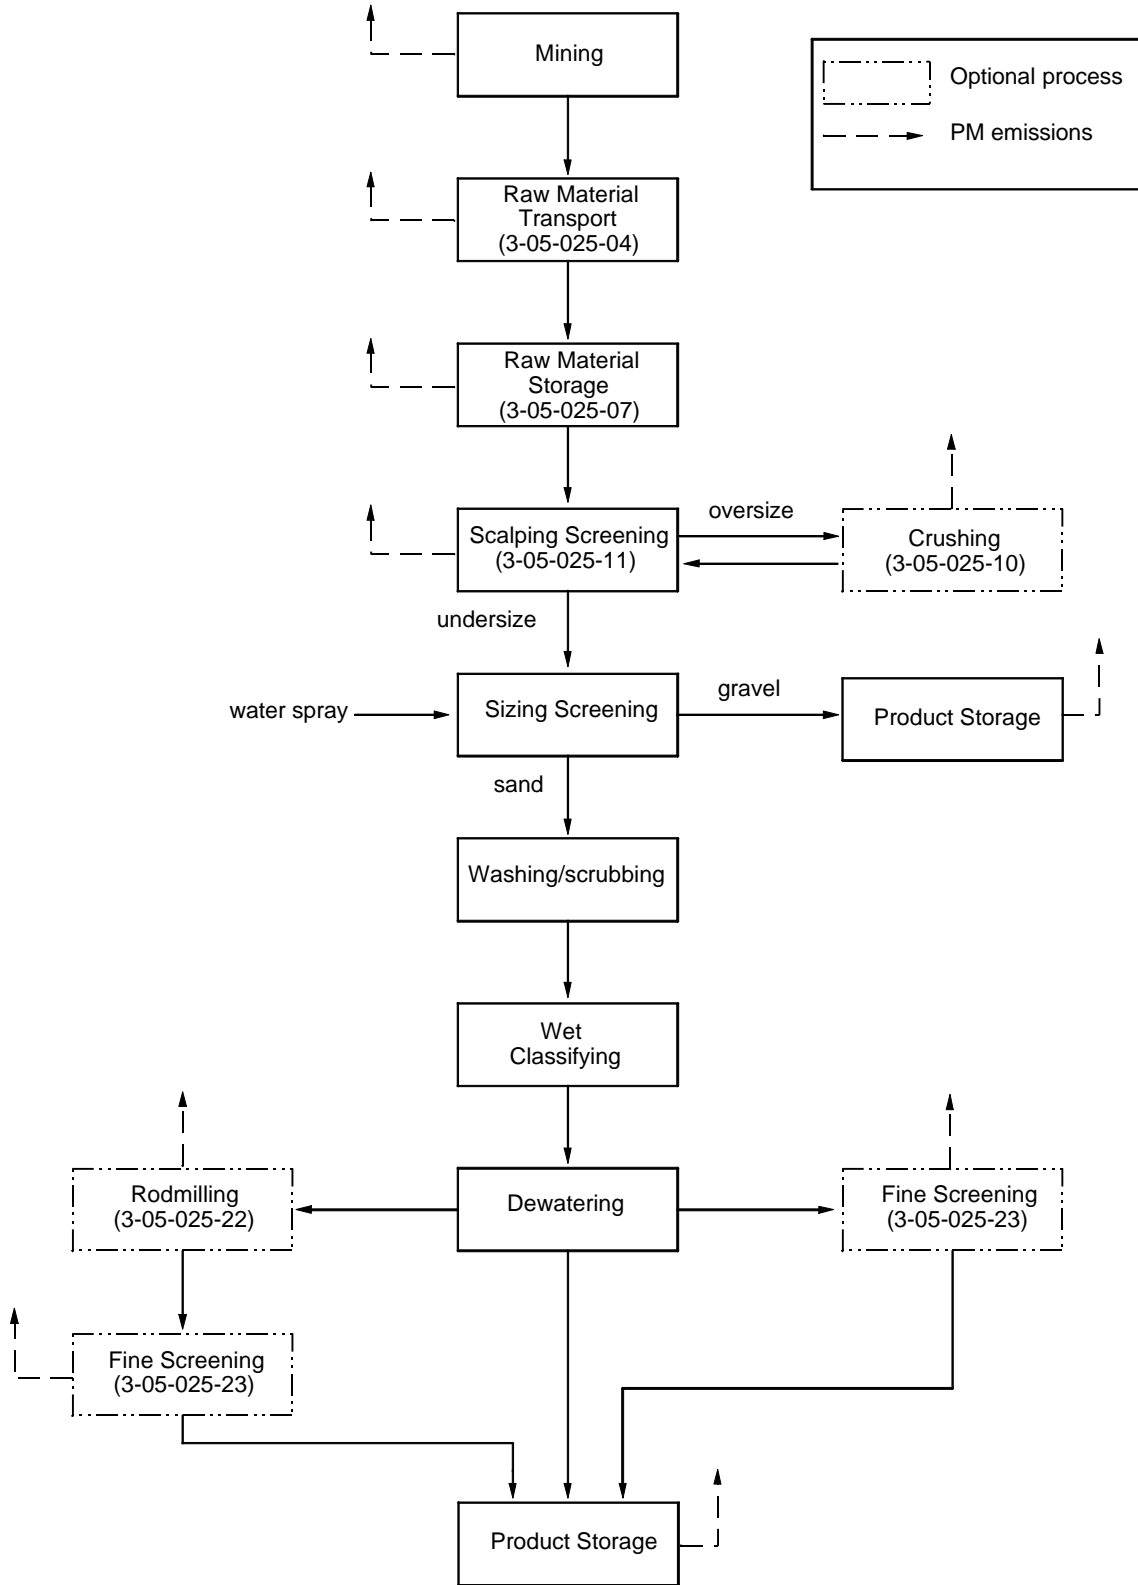 Mining
Optional process
PM emissions
Raw Material
Transport
(3-05-025-04)
Raw Material
Storage
(3-05-025-07)
Scalping Screening
(3-05-025-11)
oversize
Crushing
(3-05-025-10)
undersize
water spray
Sizing Screening
gravel
Product Storage
sand
Washing/scrubbing
Wet
Classifying
Rodmilling
(3-05-025-22)
Dewatering
Fine Screening
(3-05-025-23)
Fine Screening
(3-05-025-23)
Product Storage